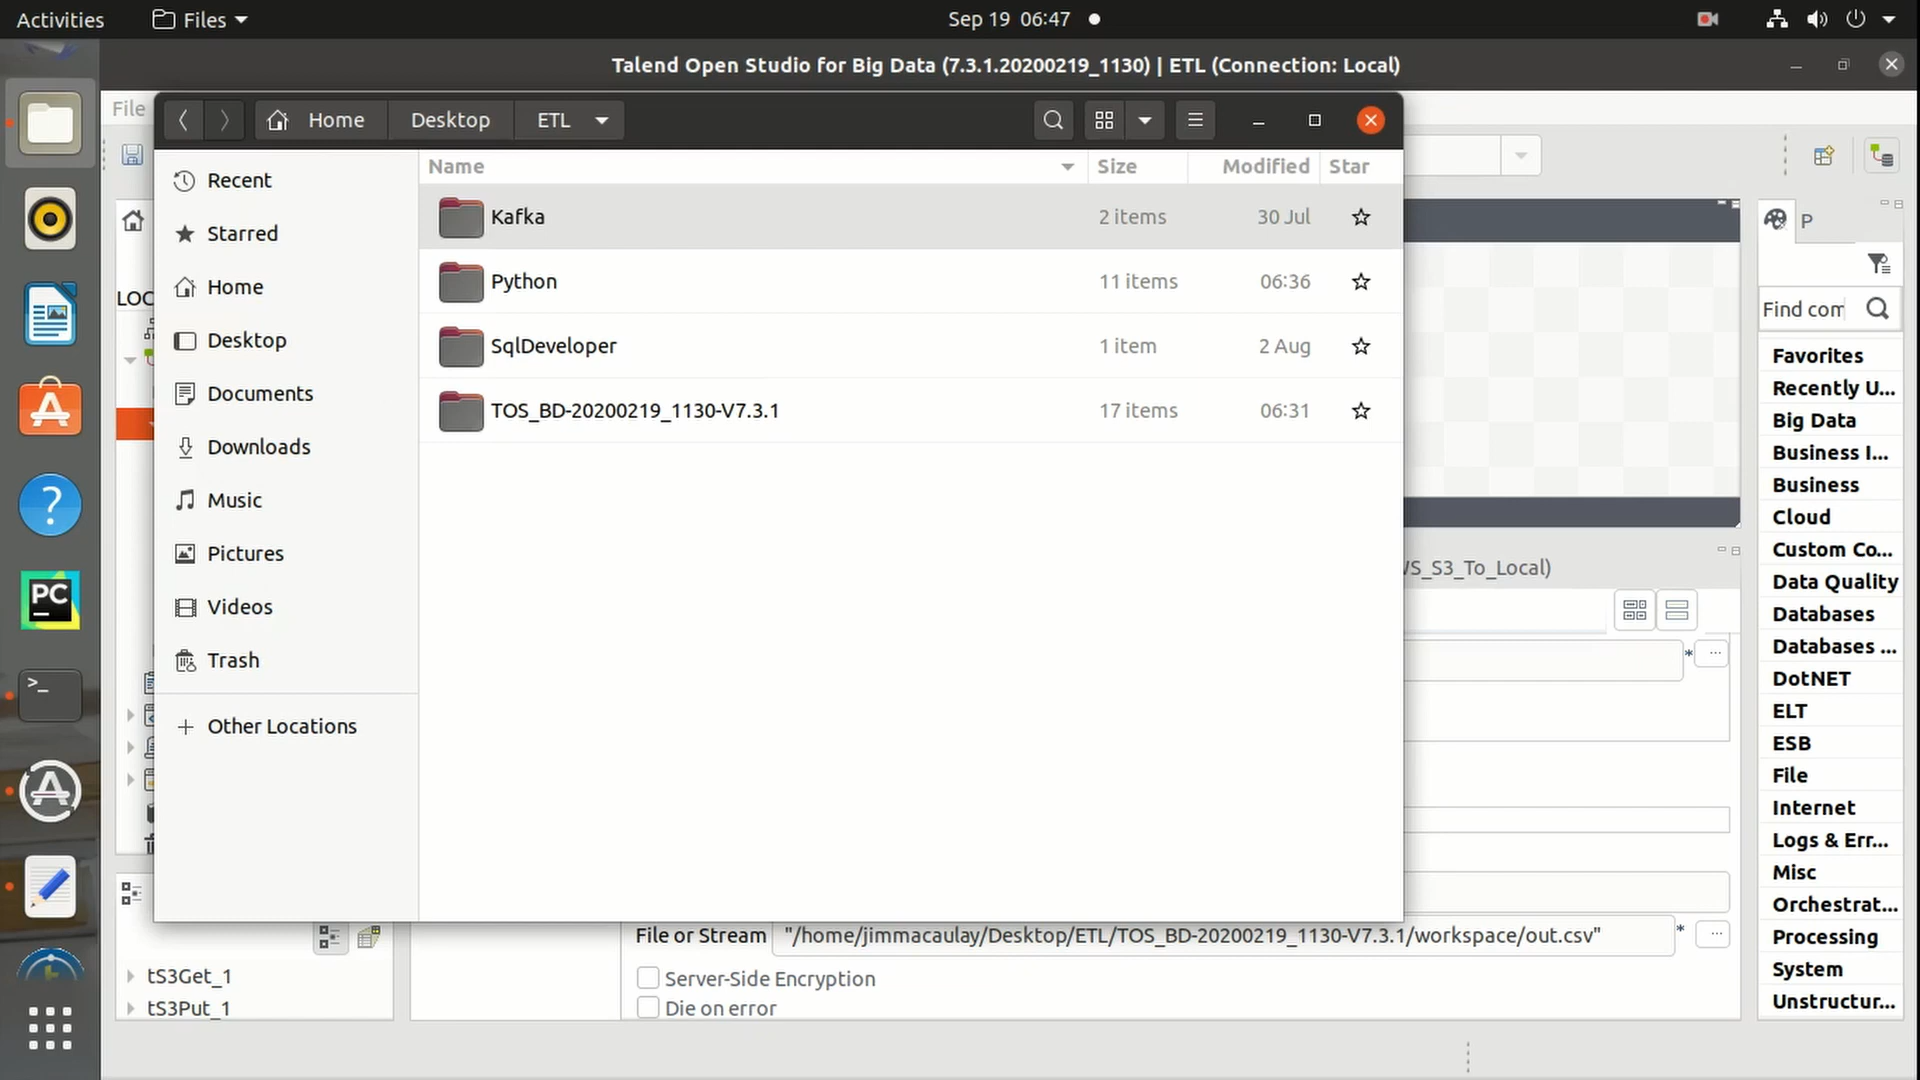 Activities
Files
Sep 19 06:47
Talend Open Studio for Big Data (7.3.1.20200219_1130) | ETL (Connection: Local)
File
Home
Desktop
ETL
Name
Size
Modified
Star
Recent
Starred
Home
Desktop
Documents
Downloads
Music
Pictures
Videos
Trash
+ Other Locations
Kafka 2 items 30 Jul
Python 11 items 06:36
SqlDeveloper 1 item 2 Aug
TOS_BD-20200219_1130-V7.3.1 17 items 06:31
LOC
PC
>_
?
P
Find com
Favorites
Recently U...
Big Data
Business I...
Business
Cloud
Custom Co...
Data Quality
Databases
Databases ...
DotNET
ELT
ESB
File
Internet
Logs & Err...
Misc
Orchestrat...
Processing
System
Unstructur...
S_S3_To_Local)
* ...
File or Stream "/home/jimmacaulay/Desktop/ETL/TOS_BD-20200219_1130-V7.3.1/workspace/out.csv" * ...
Server-Side Encryption
Die on error
tS3Get_1
tS3Put_1